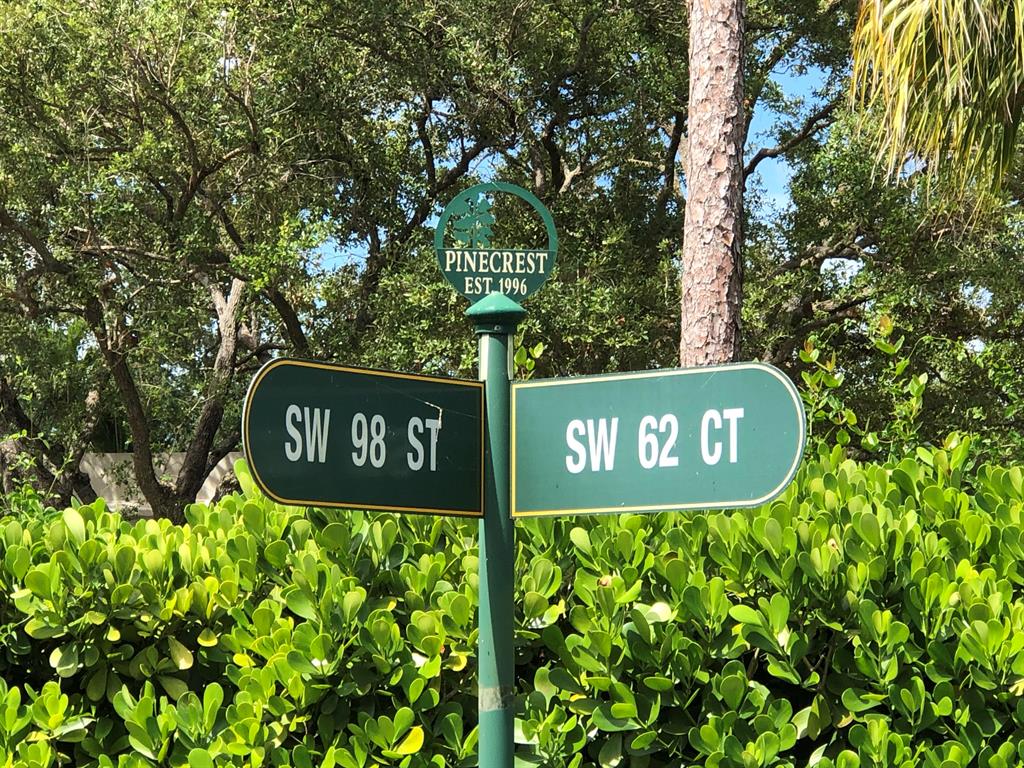 PINECREST
EST. 1996
SW 98 ST
SW 62 CT